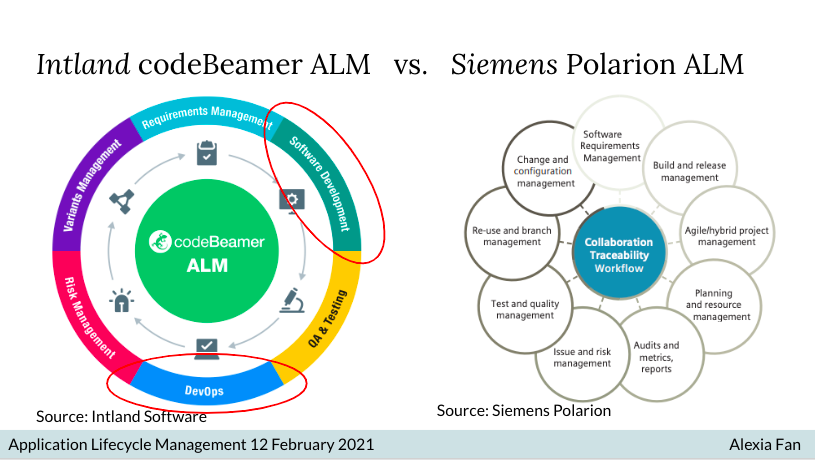 Intland codeBeamer ALM vs. Siemens Polarion ALM
Requirements Management
Software Development
QA & Testing
DevOps
Risk Management
Variants Management
codeBeamer
ALM
Source: Intland Software
Software
Requirements
Management
Build and release
management
Agile/hybrid project
management
Planning
and resource
management
Audits and
metrics,
reports
Issue and risk
management
Test and quality
management
Re-use and branch
management
Change and
configuration
management
Collaboration
Traceability
Workflow
Source: Siemens Polarion
Application Lifecycle Management 12 February 2021
Alexia Fan